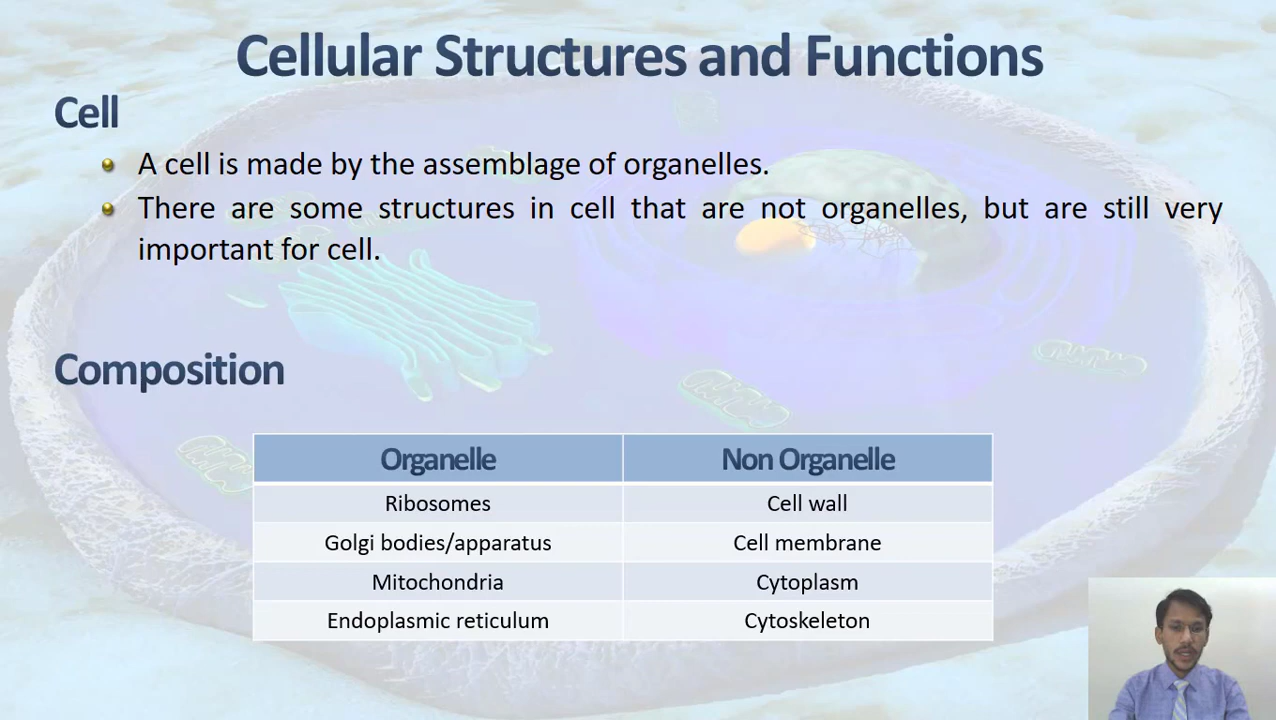 Cellular Structures and Functions
Cell
A cell is made by the assemblage of organelles.
There are some structures in cell that are not organelles, but are still very
important for cell.
Composition
Organelle Non Organelle
Ribosomes Cell wall
Golgi bodies/apparatus Cell membrane
Mitochondria Cytoplasm
Endoplasmic reticulum Cytoskeleton